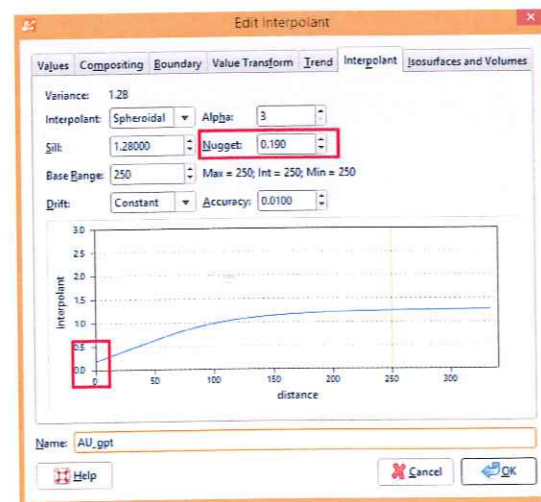 Edit Interpolant
Values Compositing Boundary Value Transform Trend Interpolant Isosurfaces and Volumes
Variance: 1.28
Interpolant: Spheroidal Alpha: 3
Sill: 1.28000 Nugget: 0.190
Base Range: 250 Max = 250; Int = 250; Min = 250
Drift: Constant Accuracy: 0.0100
3.0
2.5
2.0
1.5
1.0
0.5
0.0
interpolant
0 50 100 150 200 250 300
distance
Name: AU_gpt
Help Cancel OK